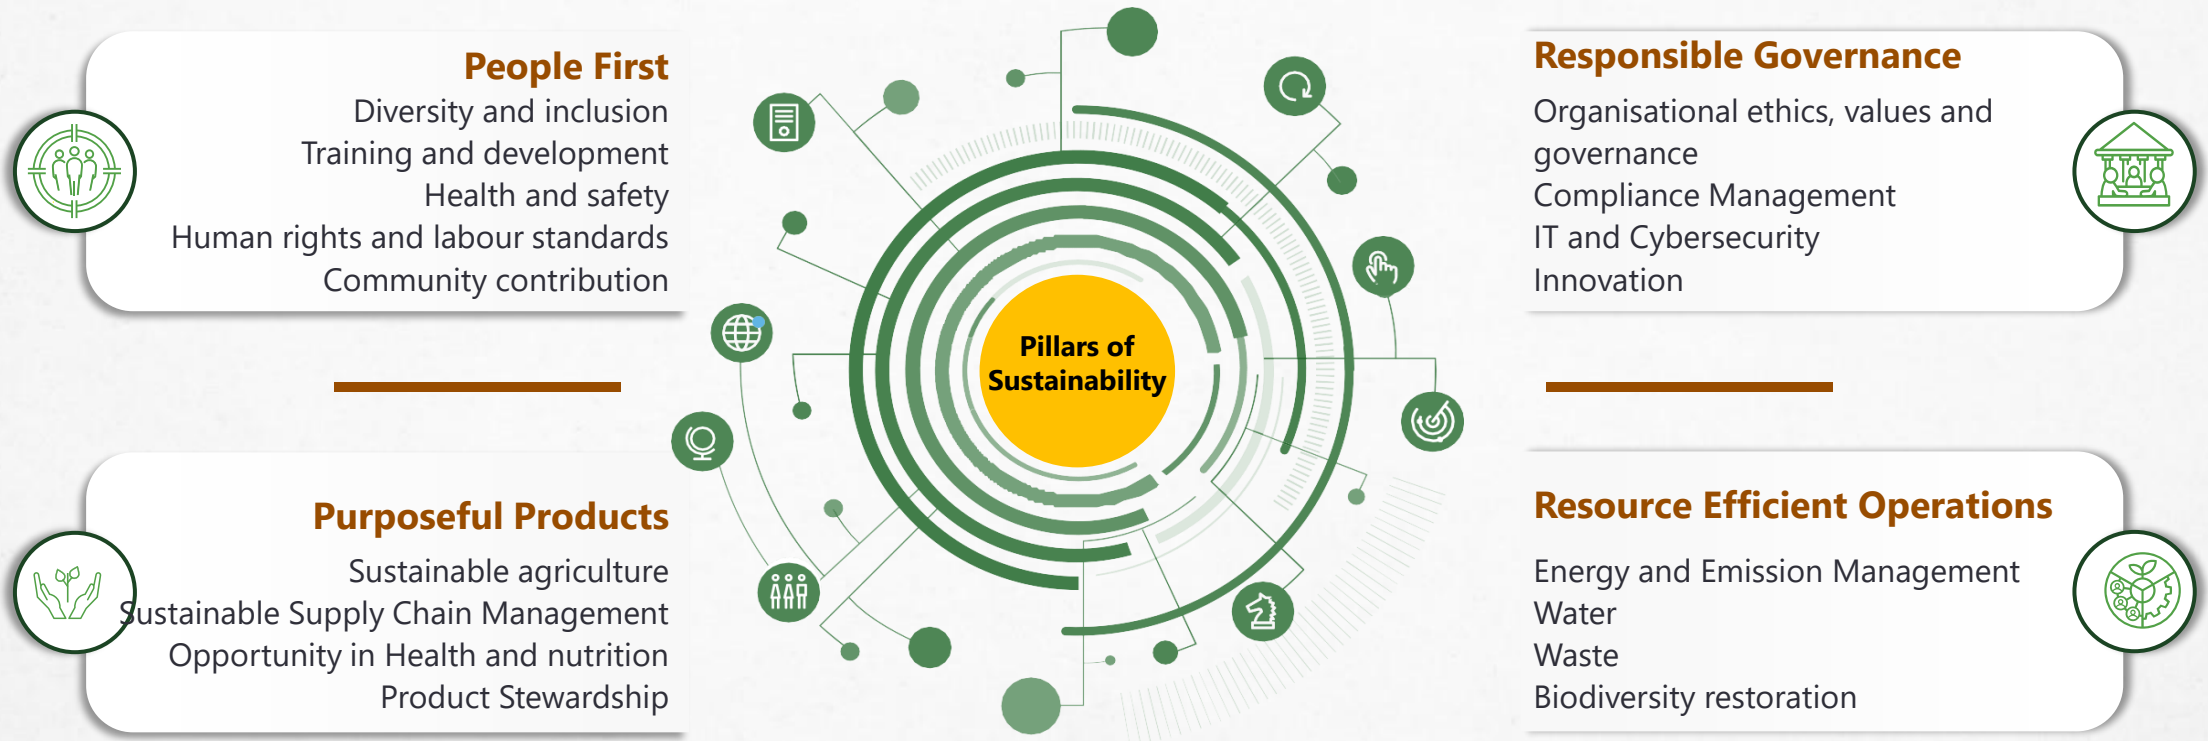 People First
Diversity and inclusion
Training and development
Health and safety
Human rights and labour standards
Community contribution
Responsible Governance
Organisational ethics, values and
governance
Compliance Management
IT and Cybersecurity
Innovation
Pillars of
Sustainability
Purposeful Products
Sustainable agriculture
Sustainable Supply Chain Management
Opportunity in Health and nutrition
Product Stewardship
Resource Efficient Operations
Energy and Emission Management
Water
Waste
Biodiversity restoration